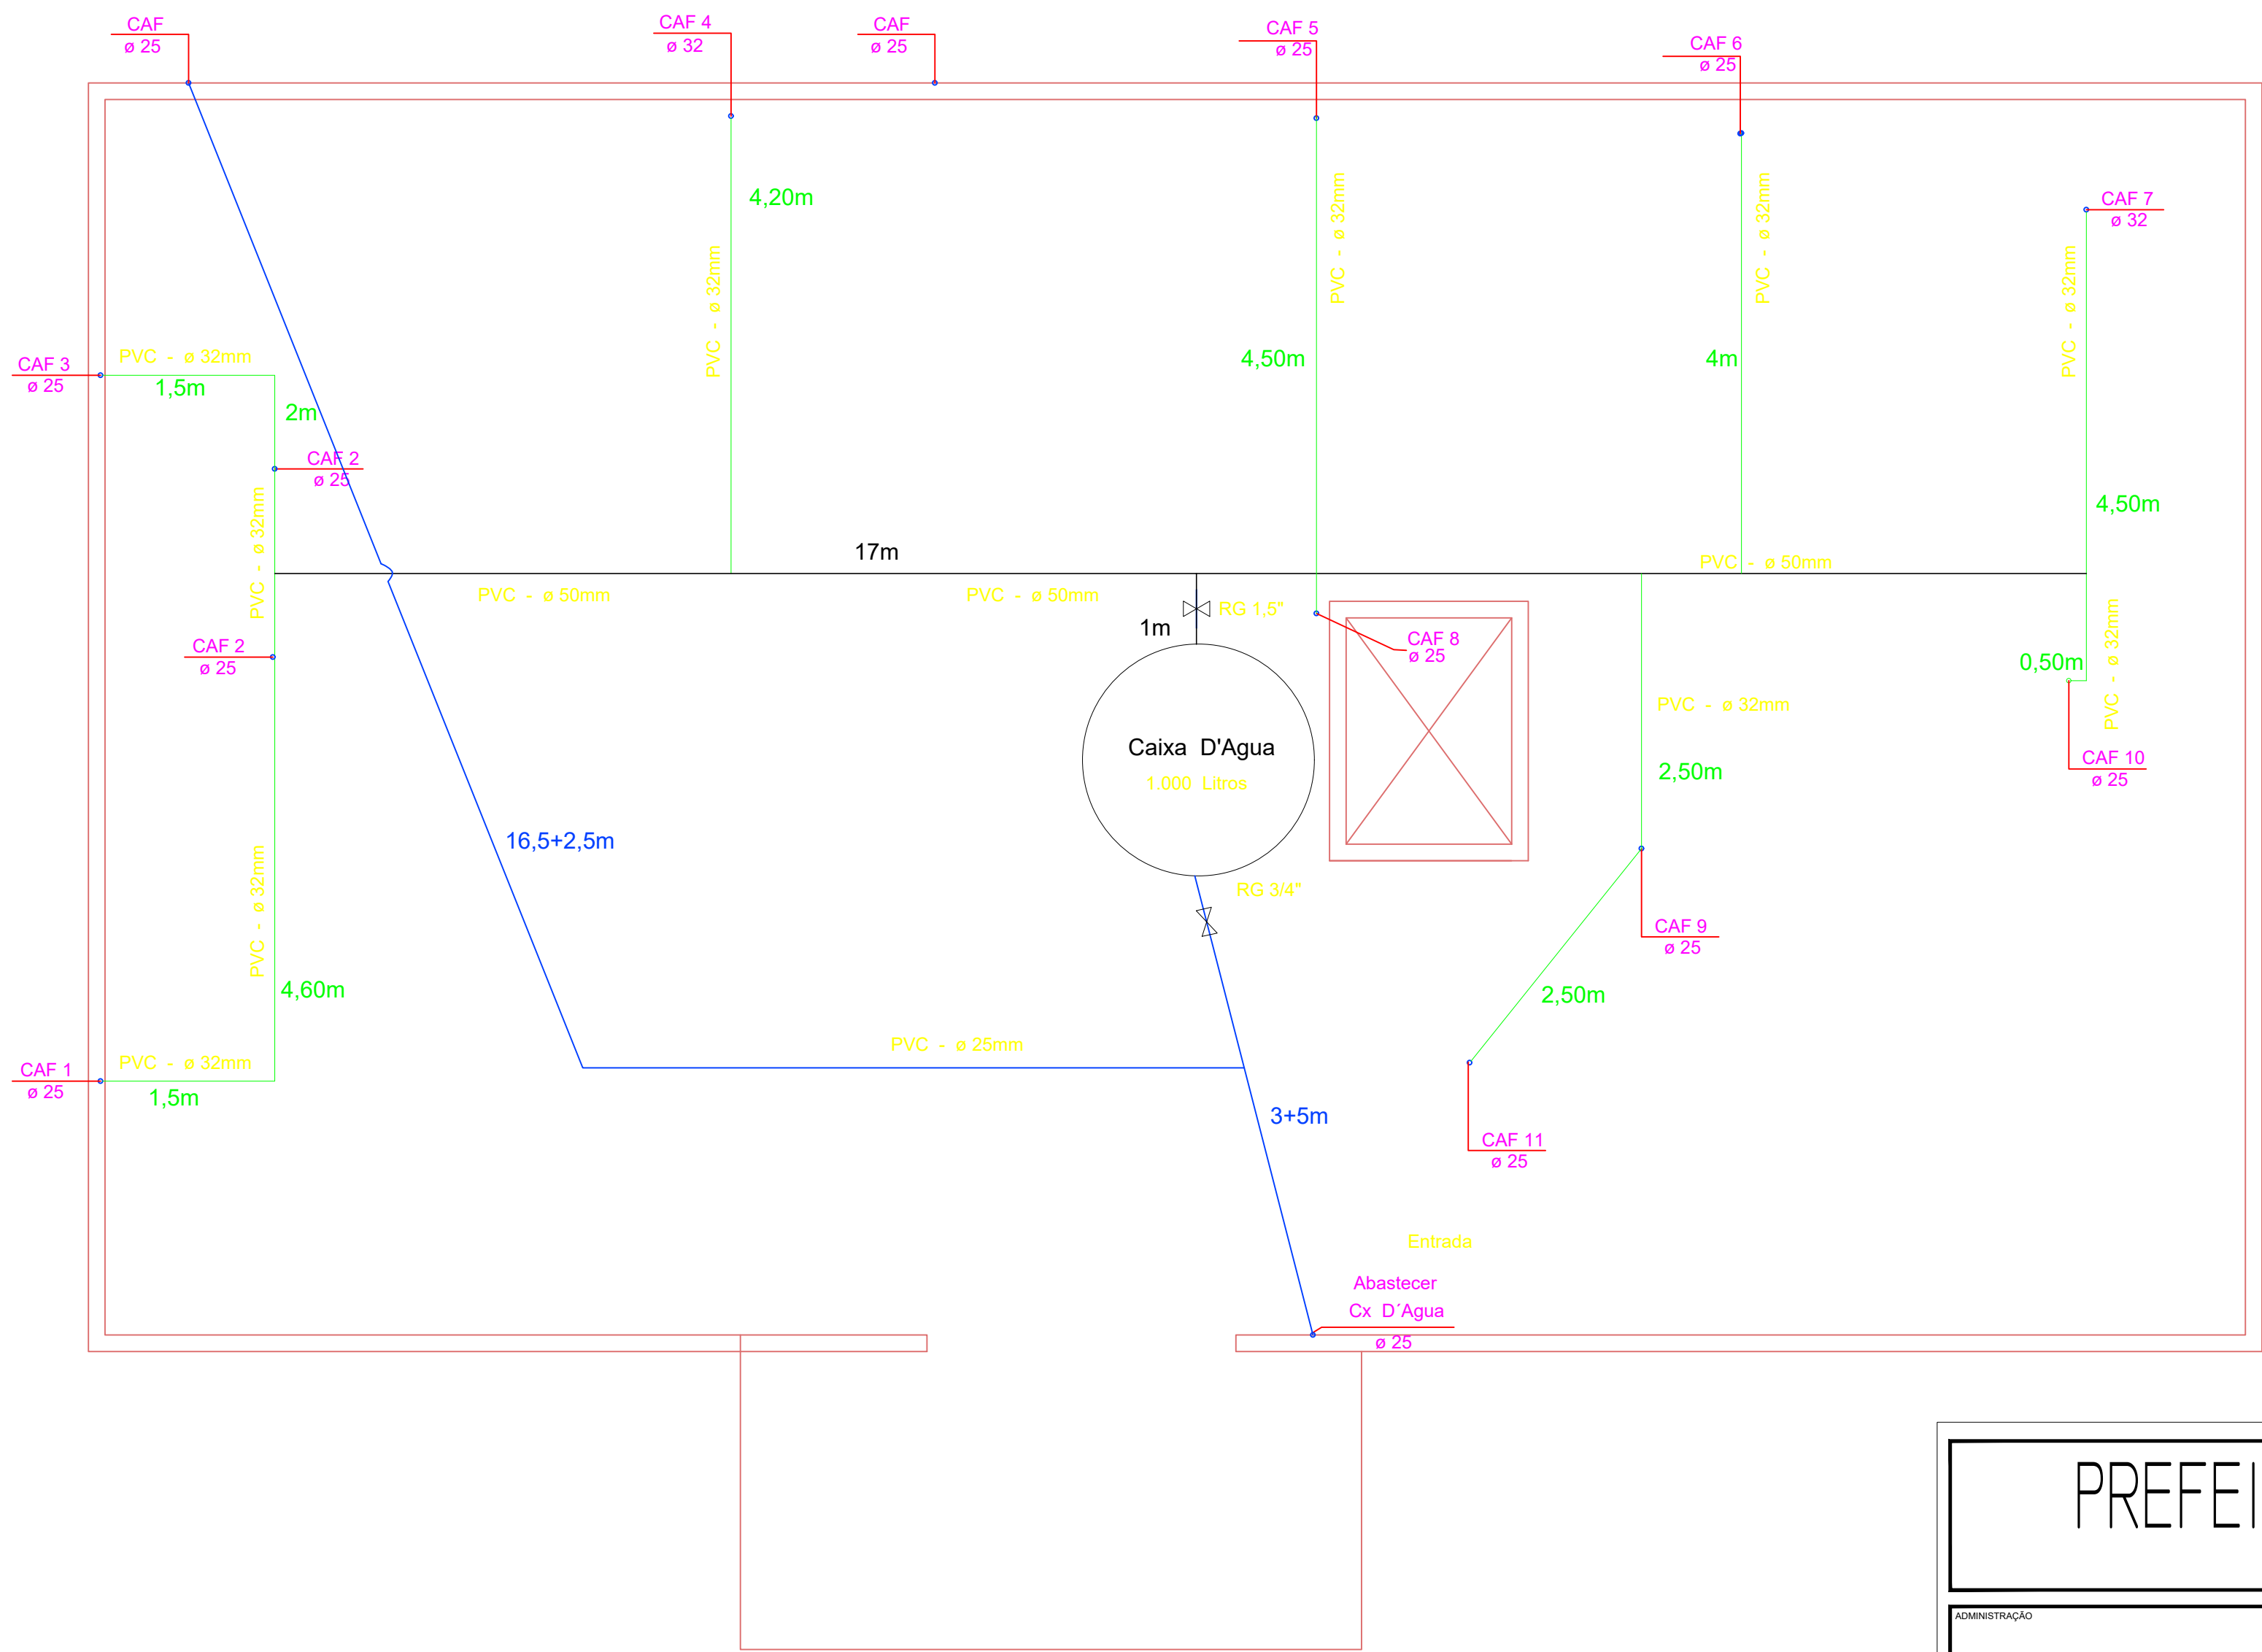 CAF
ø 25
CAF 4
ø 32
CAF
ø 25
CAF 5
ø 25
CAF 6
ø 25
4,20m
PVC - ø 32mm
PVC - ø 32mm
PVC - ø 32mm
CAF 7
ø 32
PVC - ø 32mm
CAF 3
ø 25
PVC - ø 32mm
1,5m
2m
4,50m
4m
CAF 2
ø 25
PVC - ø 32mm
4,50m
17m
PVC - ø 50mm
PVC - ø 50mm
PVC - ø 50mm
RG 1,5"
1m
CAF 8
ø 25
CAF 2
ø 25
0,50m
PVC - ø 32mm
PVC - ø 32mm
Caixa D'Agua
1.000 Litros
2,50m
CAF 10
ø 25
16,5+2,5m
RG 3/4"
PVC - ø 32mm
CAF 9
ø 25
4,60m
2,50m
PVC - ø 25mm
CAF 1
ø 25
PVC - ø 32mm
1,5m
3+5m
CAF 11
ø 25
Entrada
Abastecer
Cx D´Agua
ø 25
PREFEI
ADMINISTRAÇÃO